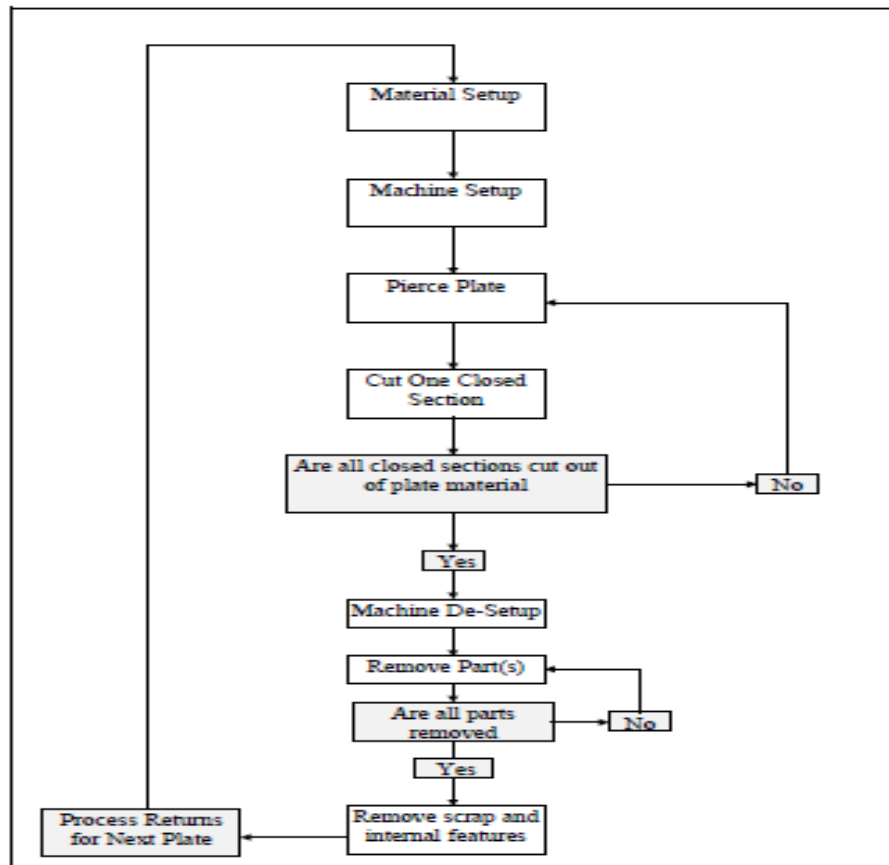 Material Setup
Machine Setup
Pierce Plate
Cut One Closed
Section
Are all closed sections cut out
of plate material
No
Yes
Machine De-Setup
Remove Part(s)
Are all parts
removed
No
Yes
Remove scrap and
internal features
Process Returns
for Next Plate